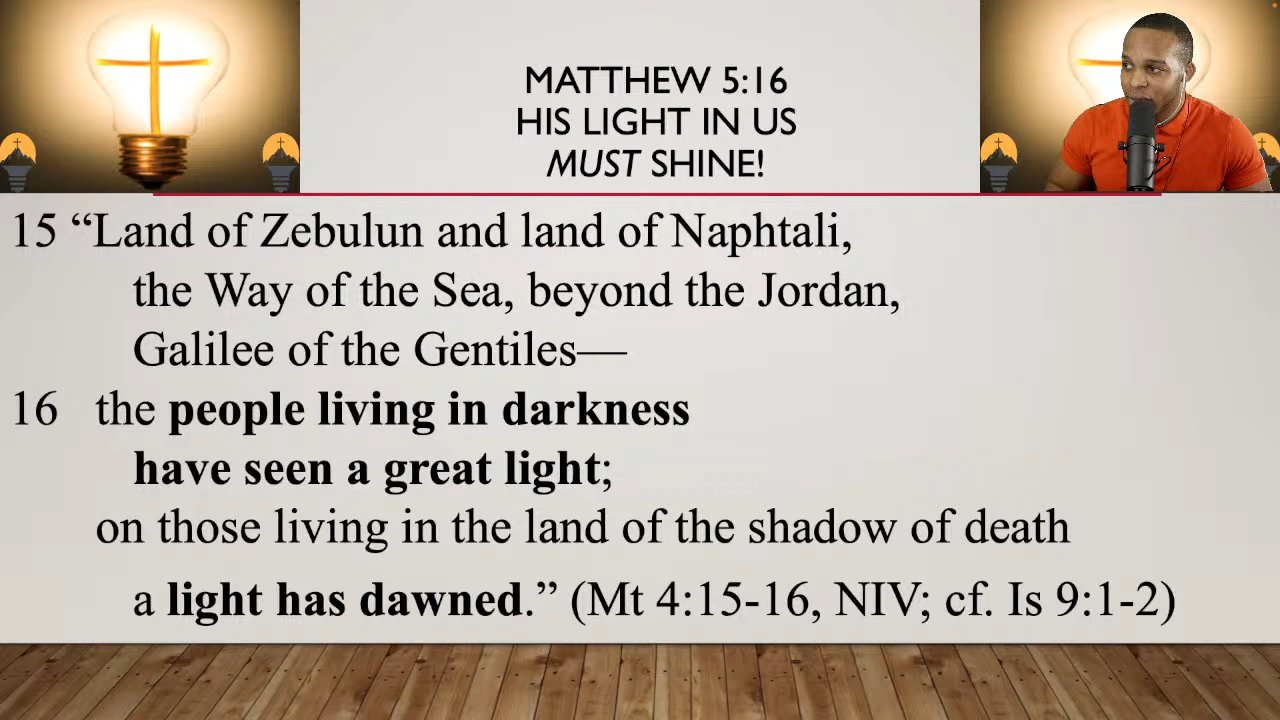 MATTHEW 5:16
HIS LIGHT IN US
MUST SHINE!
15 “Land of Zebulun and land of Naphtali,
the Way of the Sea, beyond the Jordan,
Galilee of the Gentiles—
16 the people living in darkness
have seen a great light;
on those living in the land of the shadow of death
a light has dawned.” (Mt 4:15-16, NIV; cf. Is 9:1-2)